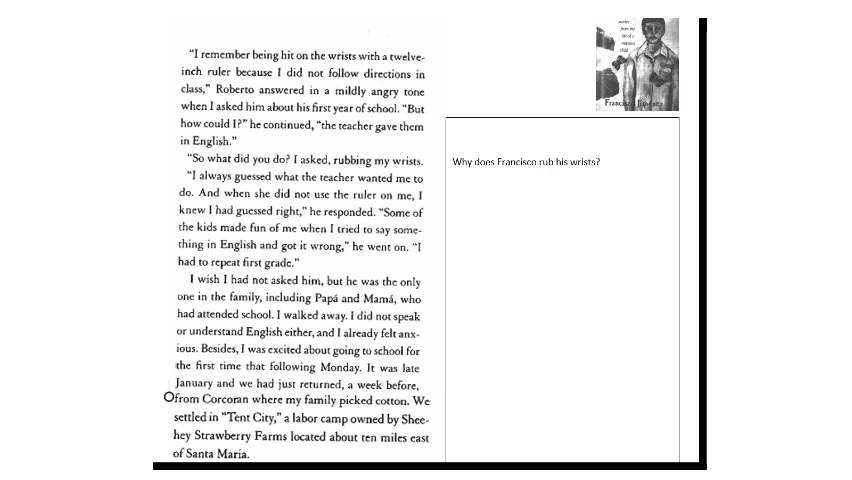 "I remember being hit on the wrists with a twelve-
inch ruler because I did not follow directions in
class," Roberto answered in a mildly angry tone
when I asked him about his first year of school. "But
how could I?" he continued, "the teacher gave them
in English."
"So what did you do? I asked, rubbing my wrists.
"I always guessed what the teacher wanted me to
do. And when she did not use the ruler on me, I
knew I had guessed right," he responded. "Some of
the kids made fun of me when I tried to say some-
thing in English and got it wrong," he went on. "I
had to repeat first grade."
I wish I had not asked him, but he was the only
one in the family, including Papá and Mamá, who
had attended school. I walked away. I did not speak
or understand English either, and I already felt anx-
ious. Besides, I was excited about going to school for
the first time that following Monday. It was late
January and we had just returned, a week before,
from Corcoran where my family picked cotton. We
settled in "Tent City," a labor camp owned by Shee-
hey Strawberry Farms located about ten miles east
of Santa Maria.
stories
from the
life of a
migrant
child
Francisco Jiménez
Why does Francisco rub his wrists?